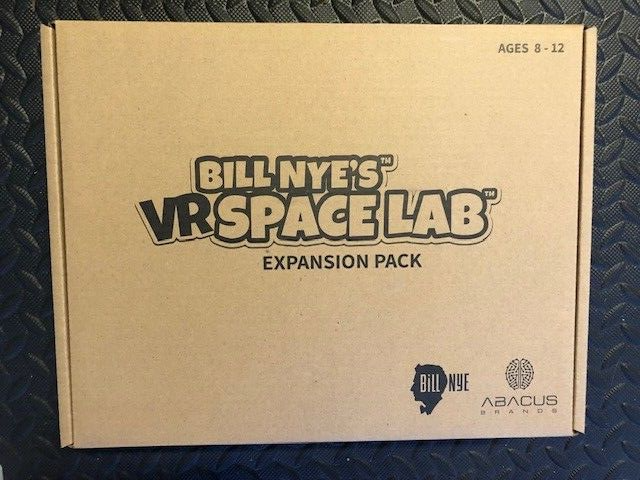 AGES 8 - 12
BILL NYE'S™
VR SPACE LAB™
EXPANSION PACK
BILL NYE
ABACUS
BRANDS